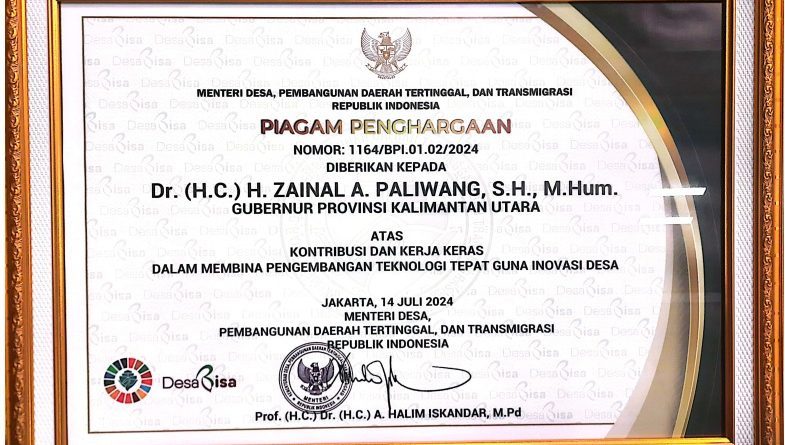 MENTERI DESA, PEMBANGUNAN DAERAH TERTINGGAL, DAN TRANSMIGRASI
REPUBLIK INDONESIA
PIAGAM PENGHARGAAN
NOMOR: 1164/BPI.01.02/2024
DIBERIKAN KEPADA
Dr. (H.C.) H. ZAINAL A. PALIWANG, S.H., M.Hum.
GUBERNUR PROVINSI KALIMANTAN UTARA
ATAS
KONTRIBUSI DAN KERJA KERAS
DALAM MEMBINA PENGEMBANGAN TEKNOLOGI TEPAT GUNA INOVASI DESA
JAKARTA, 14 JULI 2024
MENTERI DESA,
PEMBANGUNAN DAERAH TERTINGGAL, DAN TRANSMIGRASI
REPUBLIK INDONESIA
DesaBisa
MENTERI
REPUBLIK INDONESIA
Prof. (H.C.) Dr. (H.C.) A. HALIM ISKANDAR, M.Pd